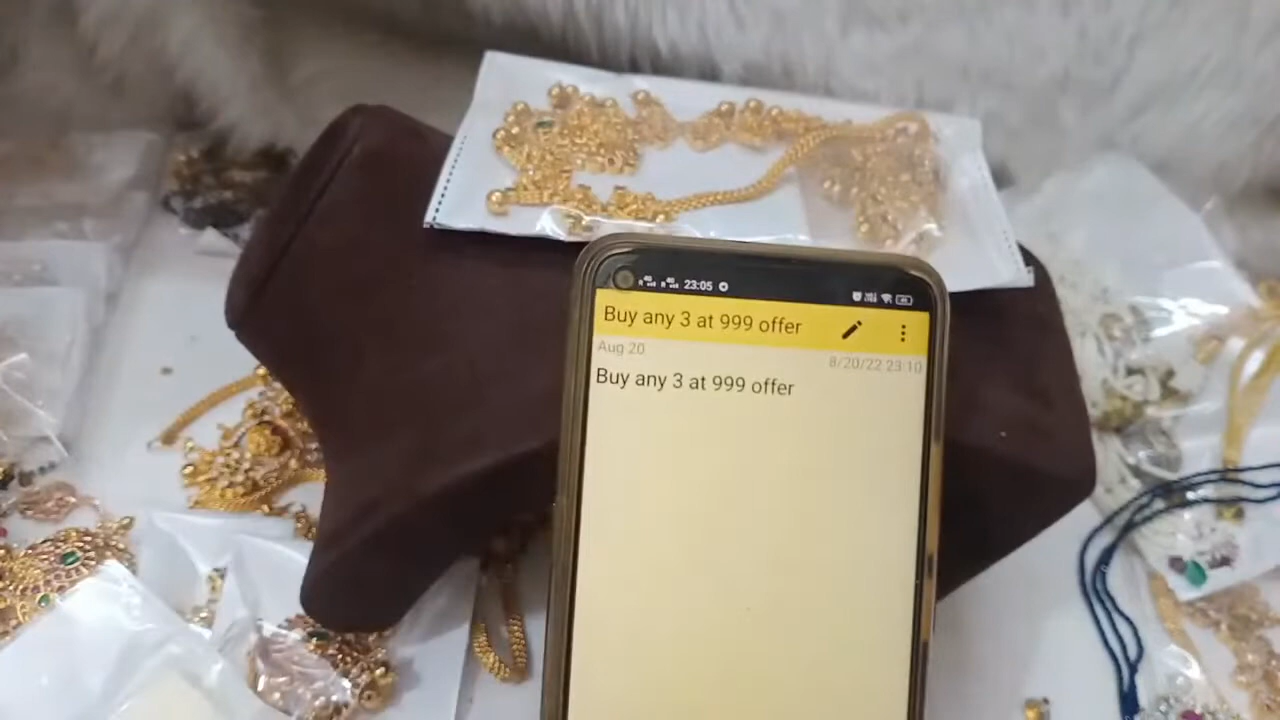 23:05
Buy any 3 at 999 offer
Aug 20
8/20/22 23:10
Buy any 3 at 999 offer